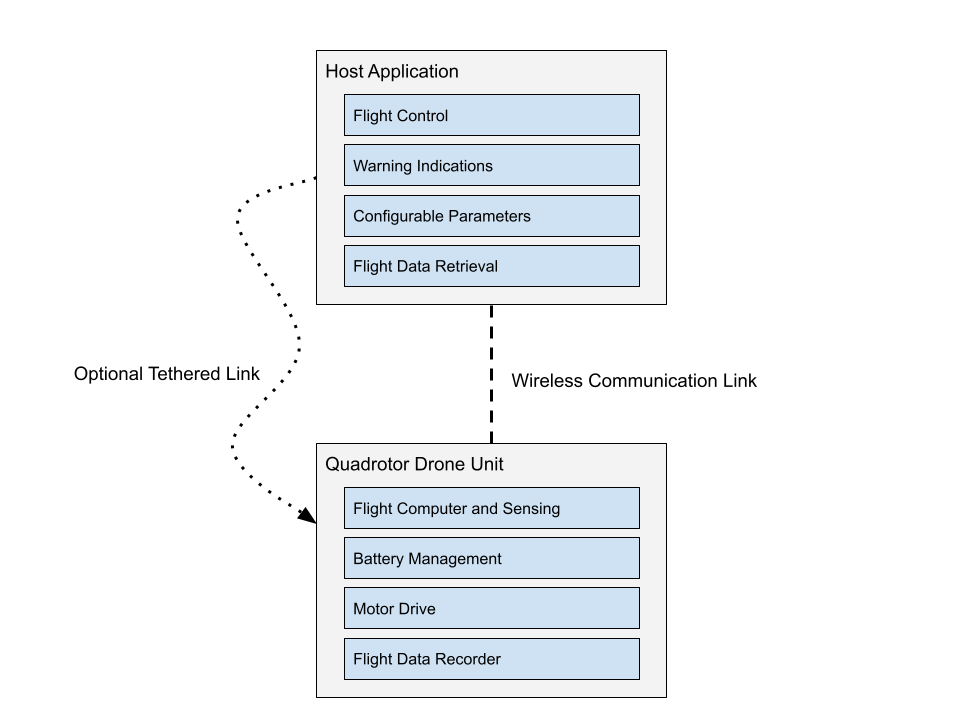 Host Application
Flight Control
Warning Indications
Configurable Parameters
Flight Data Retrieval
Optional Tethered Link
Wireless Communication Link
Quadrotor Drone Unit
Flight Computer and Sensing
Battery Management
Motor Drive
Flight Data Recorder